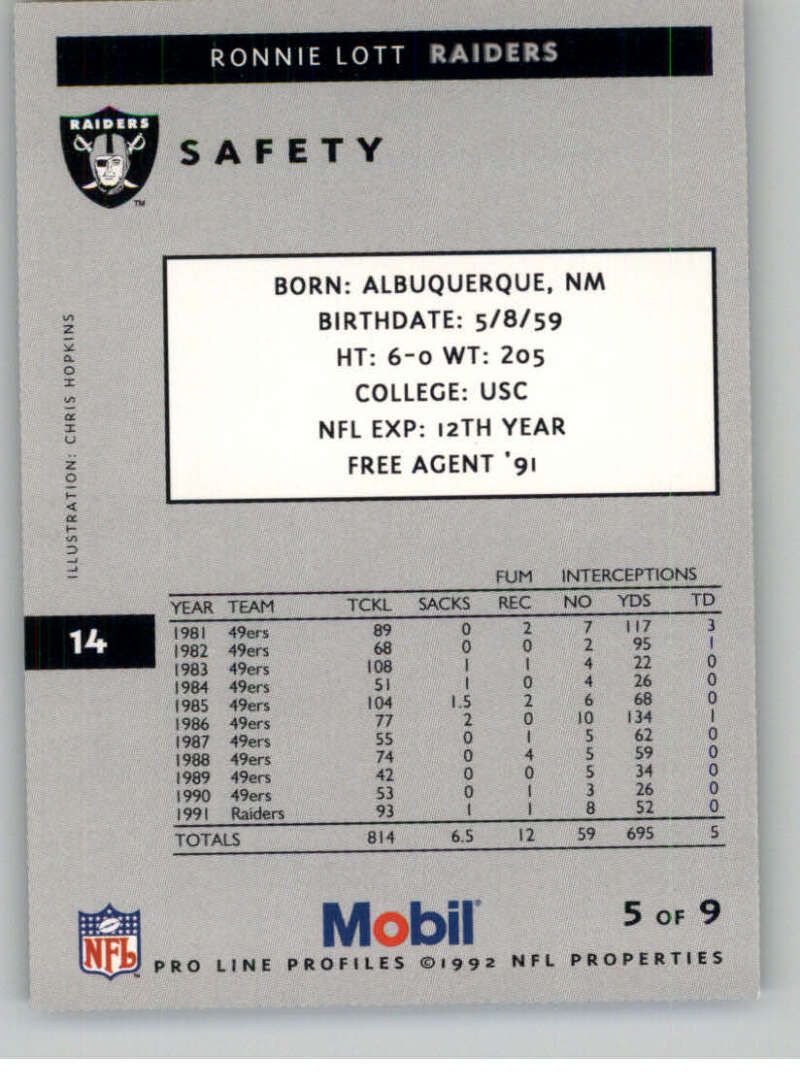 RONNIE LOTT RAIDERS
RAIDERS
TM
SAFETY
BORN: ALBUQUERQUE, NM
BIRTHDATE: 5/8/59
HT: 6-0 WT: 205
COLLEGE: USC
NFL EXP: 12TH YEAR
FREE AGENT '91
ILLUSTRATION: CHRIS HOPKINS
14
FUM INTERCEPTIONS
YEAR TEAM TCKL SACKS REC NO YDS TD
1981 49ers 89 0 2 7 117 3
1982 49ers 68 0 0 2 95 1
1983 49ers 108 1 1 4 22 0
1984 49ers 51 1 0 4 26 0
1985 49ers 104 1.5 2 6 68 0
1986 49ers 77 2 0 10 134 1
1987 49ers 55 0 1 5 62 0
1988 49ers 74 0 4 5 59 0
1989 49ers 42 0 0 5 34 0
1990 49ers 53 0 1 3 26 0
1991 Raiders 93 1 1 8 52 0
TOTALS 814 6.5 12 59 695 5
NFL
Mobil®
5 OF 9
PRO LINE PROFILES ©1992 NFL PROPERTIES